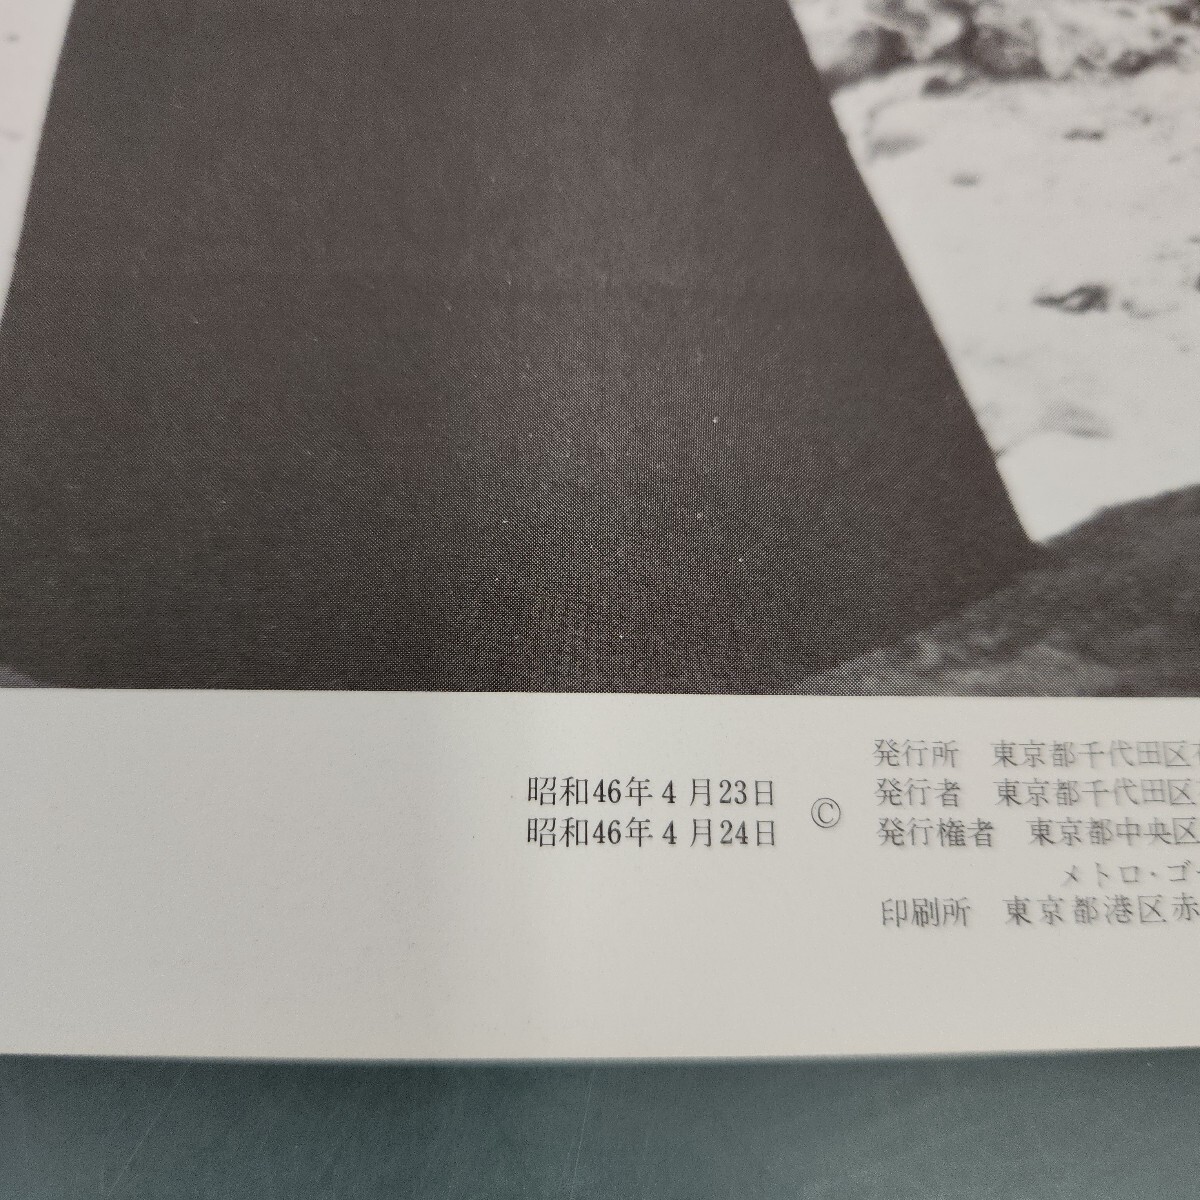 昭和46年4月23日
昭和46年4月24日
©
発行所 東京都千代田区
発行者 東京都千代田区
発行権者 東京都中央区
メトロ・ゴー
印刷所 東京都港区赤